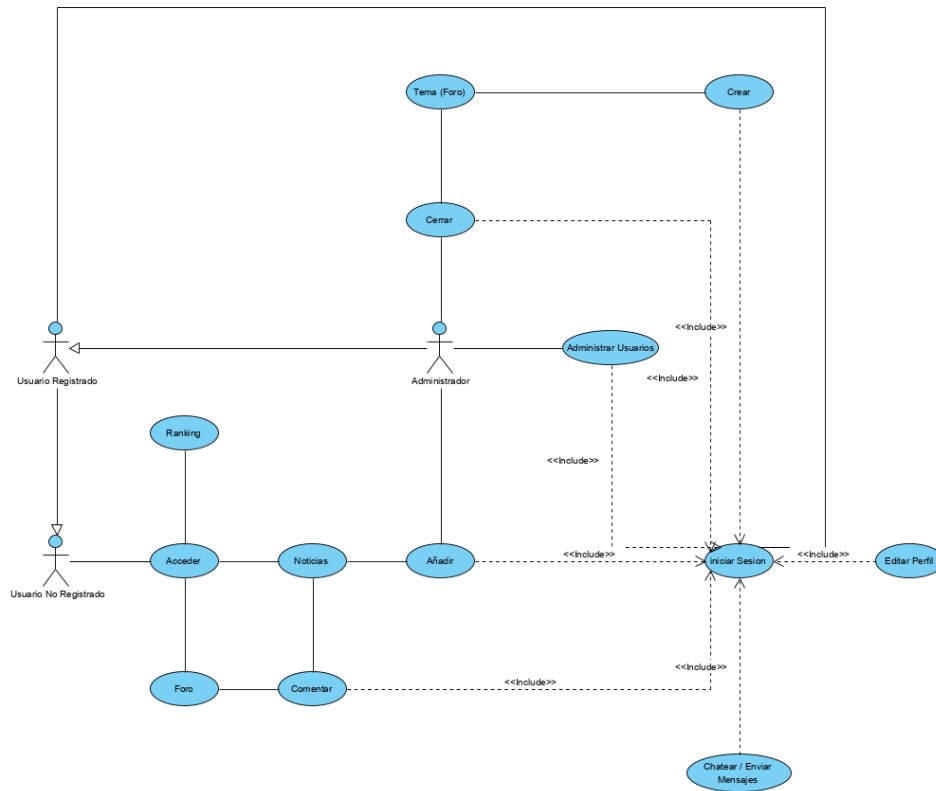 Tema (Foro)
Crear
Cerrar
<<Include>>
Administrar Usuarios
Usuario Registrado
Administrador
<<Include>>
Ranking
<<Include>>
Acceder
Noticias
Añadir
<<Include>>
iniciar Sesion
<<Include>>
Editar Perfil
Usuario No Registrado
<<Include>>
Foro
Comentar
<<Include>>
Chatear / Enviar
Mensajes